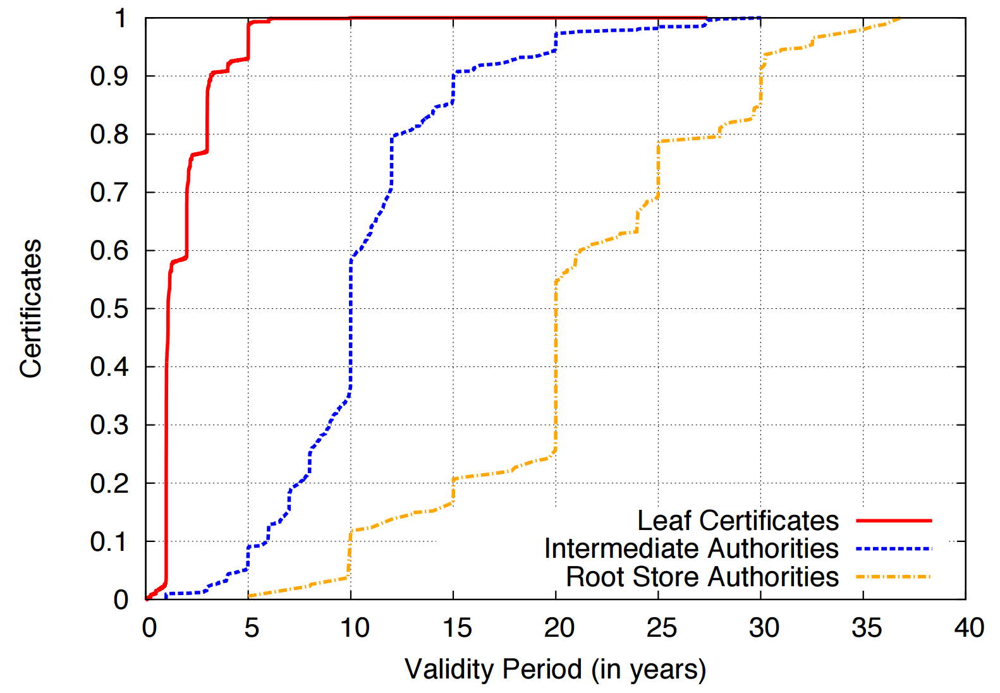 1
0.9
0.8
0.7
0.6
0.5
0.4
0.3
0.2
0.1
0
Certificates
Leaf Certificates
Intermediate Authorities
Root Store Authorities
0 5 10 15 20 25 30 35 40
Validity Period (in years)